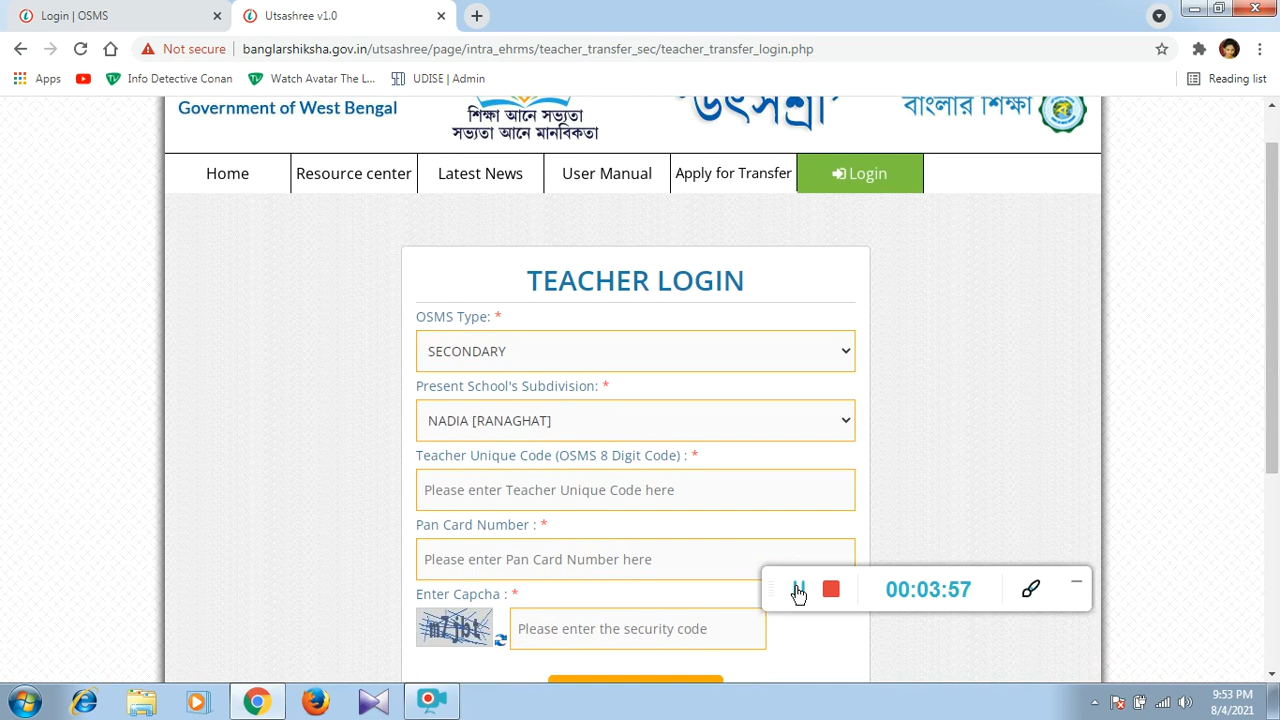 Login | OSMS
Utsashree v1.0
Not secure
banglarshiksha.gov.in/utsashree/page/intra_ehrms/teacher_transfer_sec/teacher_transfer_login.php
Apps
Info Detective Conan
Watch Avatar The L...
UDISE | Admin
Reading list
Government of West Bengal
শিক্ষা আনে সভ্যতা
সভ্যতা আনে মানবিকতা
উৎসশ্রী
বাংলার শিক্ষা
Home
Resource center
Latest News
User Manual
Apply for Transfer
Login
TEACHER LOGIN
OSMS Type: *
SECONDARY
Present School's Subdivision: *
NADIA [RANAGHAT]
Teacher Unique Code (OSMS 8 Digit Code) : *
Please enter Teacher Unique Code here
Pan Card Number : *
Please enter Pan Card Number here
00:03:57
Enter Capcha : *
m7jbt
Please enter the security code
9:53 PM
8/4/2021